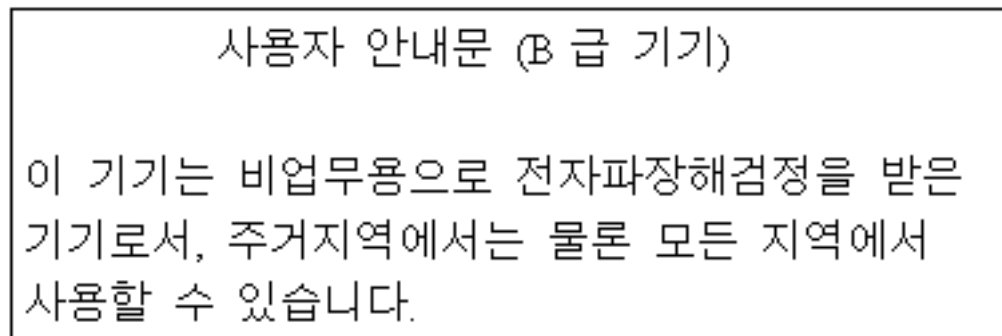 사용자 안내문 (B 급 기기)
이 기기는 비업무용으로 전자파장해검정을 받은
기기로서, 주거지역에서는 물론 모든 지역에서
사용할 수 있습니다.